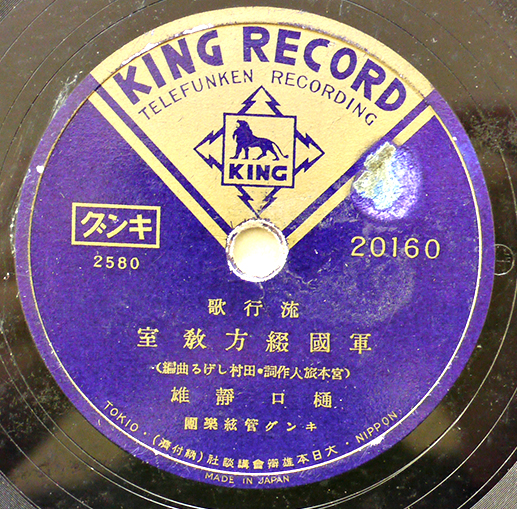 KING RECORD
TELEFUNKEN RECORDING
KING
キング
2580
20160
流行歌
軍國綴方敎室
(宮本旅人作詞•田村しげる曲編)
樋口靜雄
キング管絃樂團
TOKIO · 大日本雄辯會講談社(納付濟) · NIPPON
MADE IN JAPAN